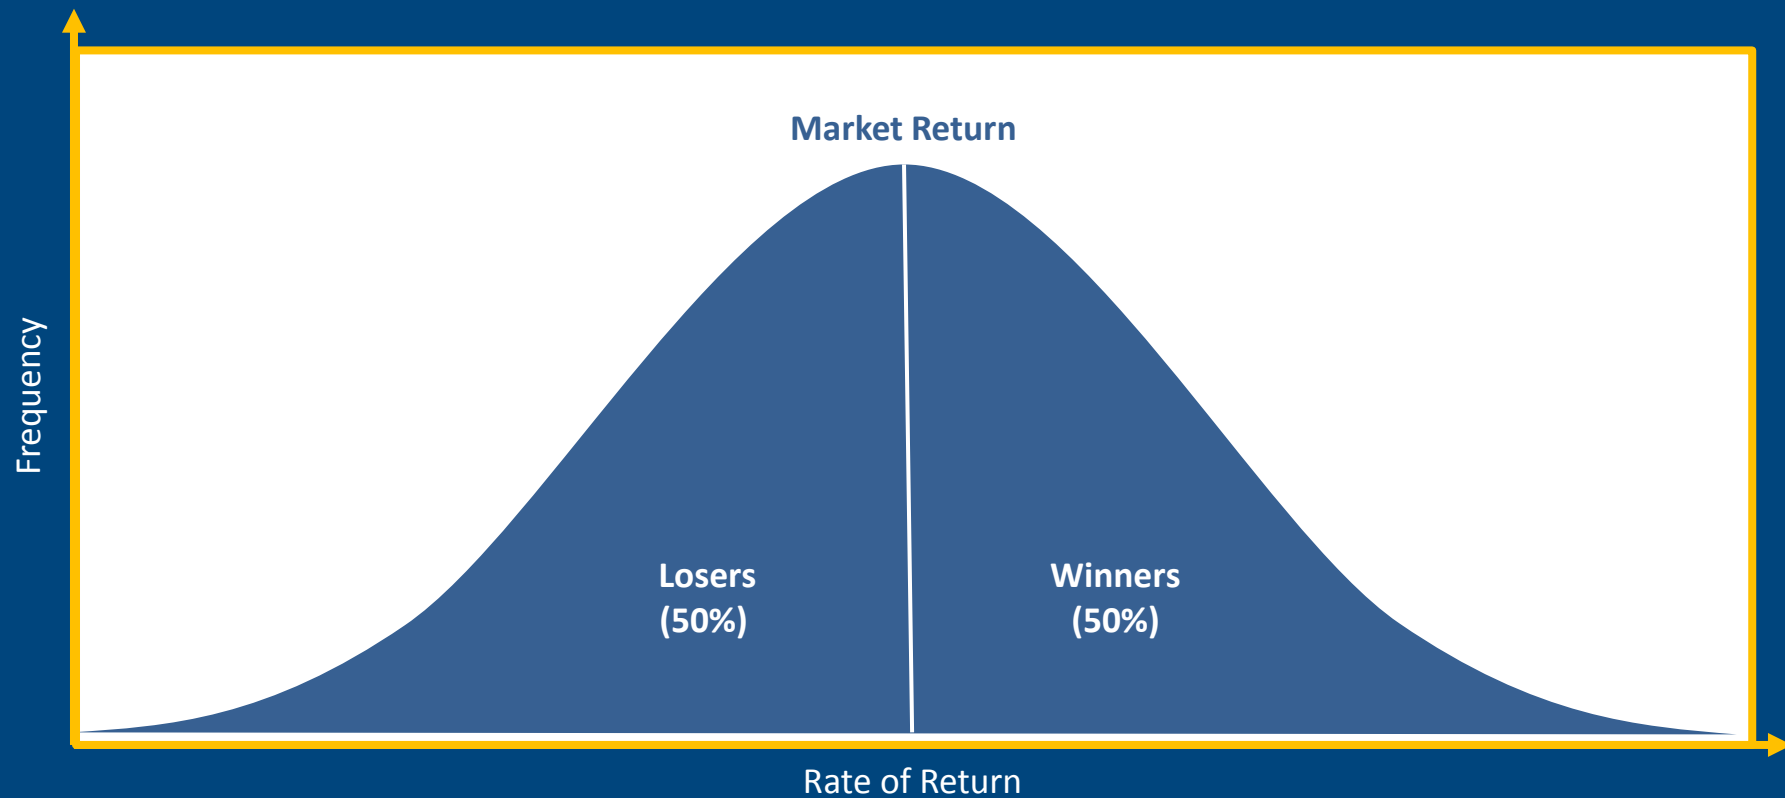 Market Return
Frequency
Losers
(50%)
Winners
(50%)
Rate of Return